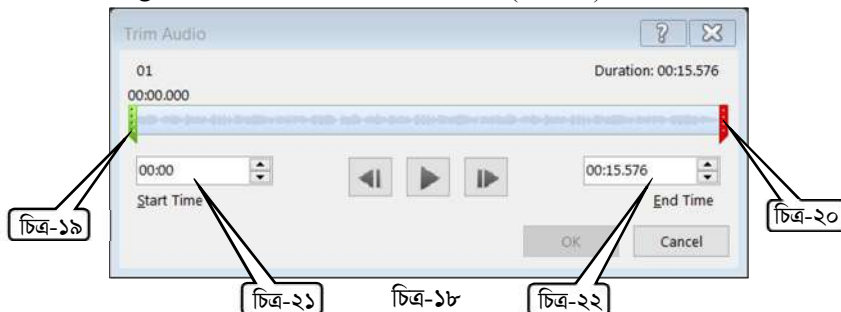 Trim Audio
01 Duration: 00:15.576
00:00.000
00:00 00:15.576
Start Time End Time
চিত্র-১৯ চিত্র-২০
OK Cancel
চিত্র-২১ চিত্র-১৮ চিত্র-২২